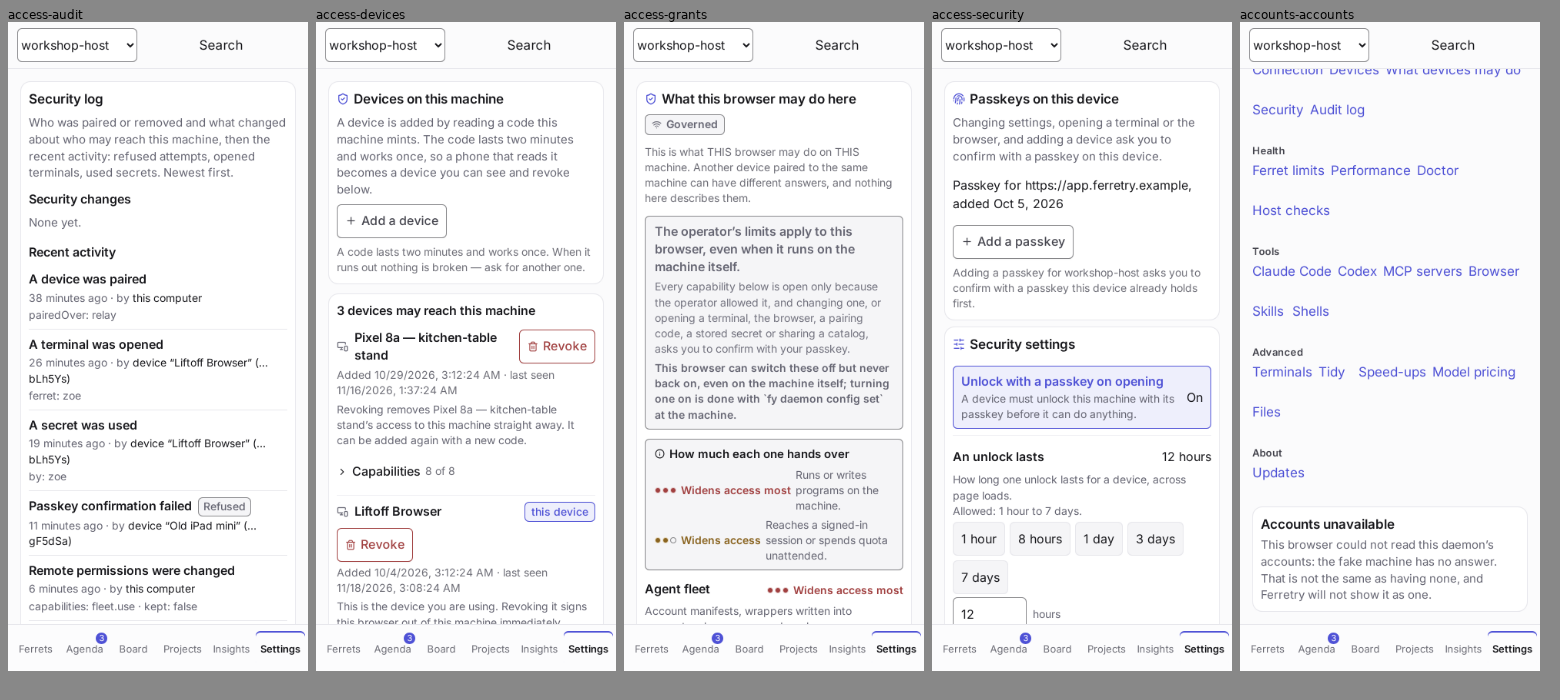 access-audit
workshop-host
Search
Security log
Who was paired or removed and what changed
about who may reach this machine, then the
recent activity: refused attempts, opened
terminals, used secrets. Newest first.
Security changes
None yet.
Recent activity
A device was paired
38 minutes ago · by this computer
pairedOver: relay
A terminal was opened
26 minutes ago · by device “Liftoff Browser” (…
bLh5Ys)
ferret: zoe
A secret was used
19 minutes ago · by device “Liftoff Browser” (…
bLh5Ys)
by: zoe
Passkey confirmation failed Refused
11 minutes ago · by device “Old iPad mini” (…
gF5dSa)
Remote permissions were changed
6 minutes ago · by this computer
capabilities: fleet.use · kept: false
3
Ferrets Agenda Board Projects Insights Settings
access-devices
workshop-host
Search
Devices on this machine
A device is added by reading a code this
machine mints. The code lasts two minutes
and works once, so a phone that reads it
becomes a device you can see and revoke
below.
+ Add a device
A code lasts two minutes and works once. When it
runs out nothing is broken — ask for another one.
3 devices may reach this machine
Pixel 8a — kitchen-table
stand
Revoke
Added 10/29/2026, 3:12:24 AM · last seen
11/16/2026, 1:37:24 AM
Revoking removes Pixel 8a — kitchen-table
stand’s access to this machine straight away. It
can be added again with a new code.
Capabilities 8 of 8
Liftoff Browser this device
Revoke
Added 10/4/2026, 3:12:24 AM · last seen
11/18/2026, 3:08:24 AM
This is the device you are using. Revoking it signs
this browser out of this machine immediately
3
Ferrets Agenda Board Projects Insights Settings
access-grants
workshop-host
Search
What this browser may do here
Governed
This is what THIS browser may do on THIS
machine. Another device paired to the same
machine can have different answers, and nothing
here describes them.
The operator’s limits apply to this
browser, even when it runs on the
machine itself.
Every capability below is open only because
the operator allowed it, and changing one, or
opening a terminal, the browser, a pairing
code, a stored secret or sharing a catalog,
asks you to confirm with your passkey.
This browser can switch these off but never
back on, even on the machine itself; turning
one on is done with `fy daemon config set`
at the machine.
How much each one hands over
Widens access most
Runs or writes
programs on the
machine.
Widens access
Reaches a signed-in
session or spends quota
unattended.
Agent fleet Widens access most
Account manifests, wrappers written into
3
Ferrets Agenda Board Projects Insights Settings
access-security
workshop-host
Search
Passkeys on this device
Changing settings, opening a terminal or the
browser, and adding a device ask you to
confirm with a passkey on this device.
Passkey for https://app.ferretry.example,
added Oct 5, 2026
+ Add a passkey
Adding a passkey for workshop-host asks you to
confirm with a passkey this device already holds
first.
Security settings
Unlock with a passkey on opening
A device must unlock this machine with its
passkey before it can do anything.
On
An unlock lasts 12 hours
How long one unlock lasts for a device, across
page loads.
Allowed: 1 hour to 7 days.
1 hour 8 hours 1 day 3 days
7 days
12 hours
3
Ferrets Agenda Board Projects Insights Settings
accounts-accounts
workshop-host
Search
Connection Devices What devices may do
Security Audit log
Health
Ferret limits Performance Doctor
Host checks
Tools
Claude Code Codex MCP servers Browser
Skills Shells
Advanced
Terminals Tidy Speed-ups Model pricing
Files
About
Updates
Accounts unavailable
This browser could not read this daemon’s
accounts: the fake machine has no answer.
That is not the same as having none, and
Ferretry will not show it as one.
3
Ferrets Agenda Board Projects Insights Settings